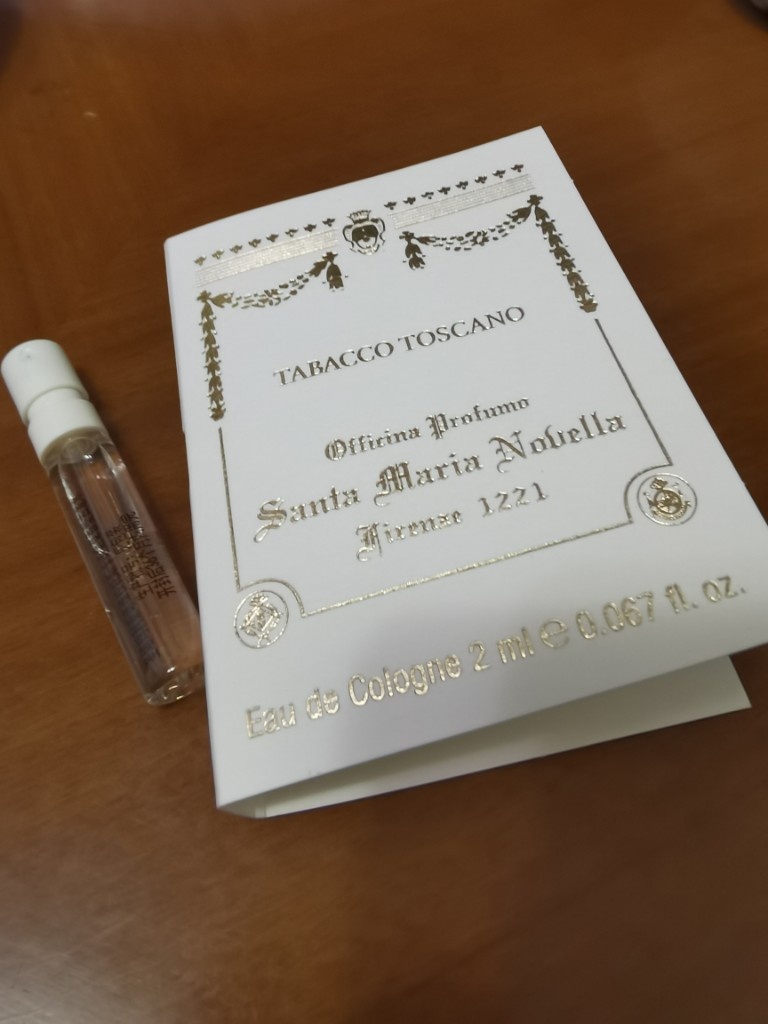 TABACCO TOSCANO
Officina Profumo
Santa Maria Novella
Firenze 1221
Eau de Cologne 2 ml ℮ 0.067 fl. oz.